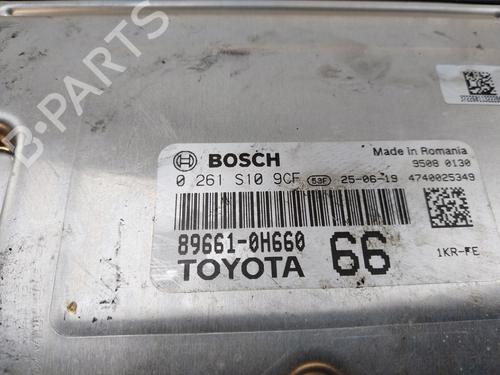 B-PARTS
BOSCH
Made in Romania
9508 0130
0 261 S10 9CF 53F 25-06-19 4740025349
89661-0H660
TOYOTA
66
1KR-FE